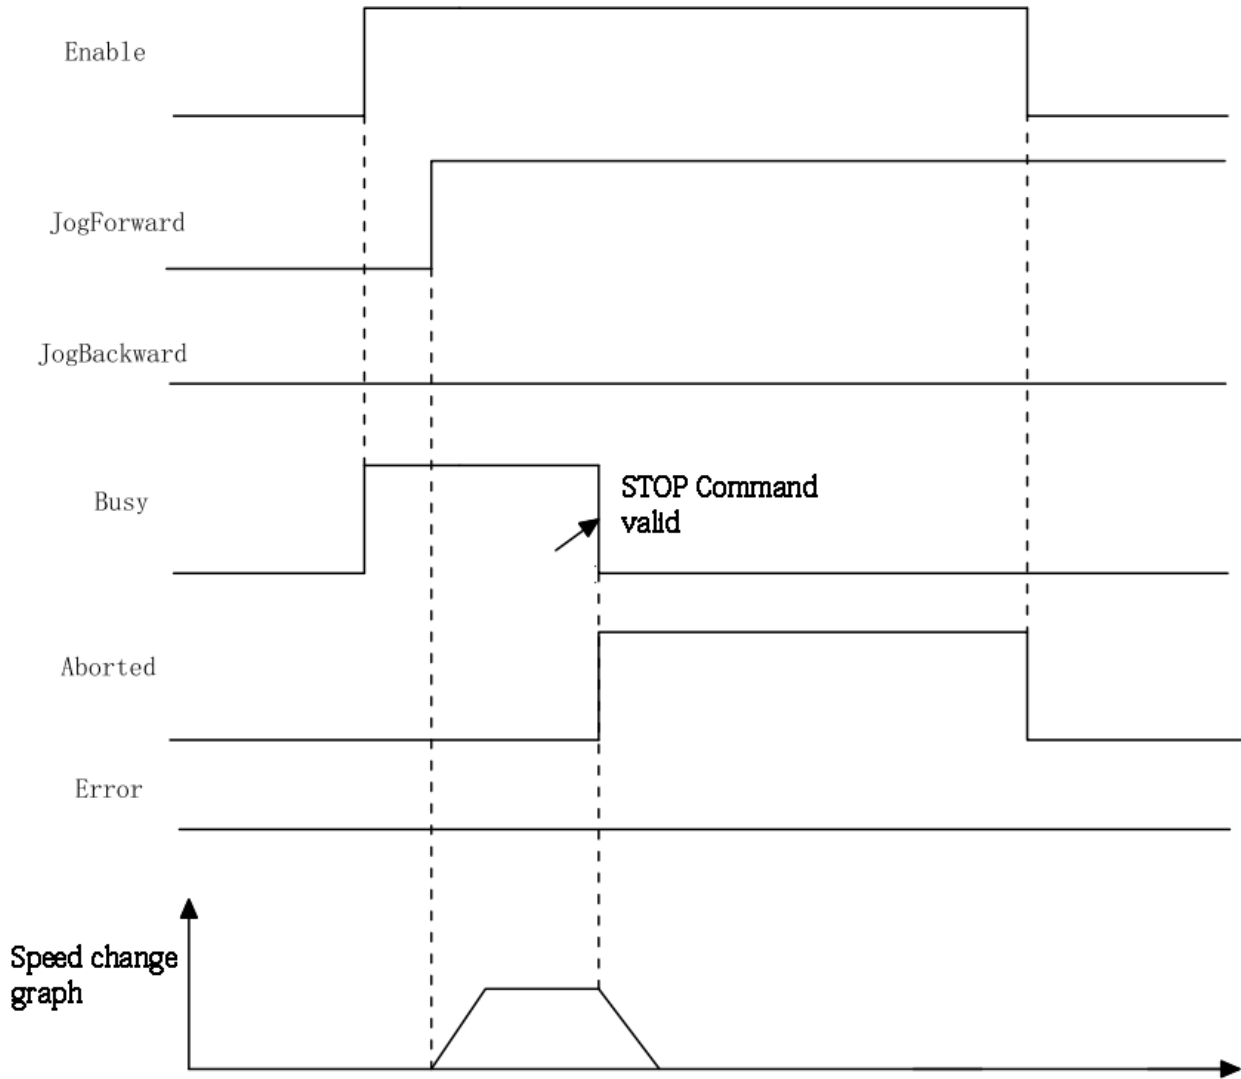 Enable
JogForward
JogBackward
Busy
STOP Command
valid
Aborted
Error
Speed change
graph